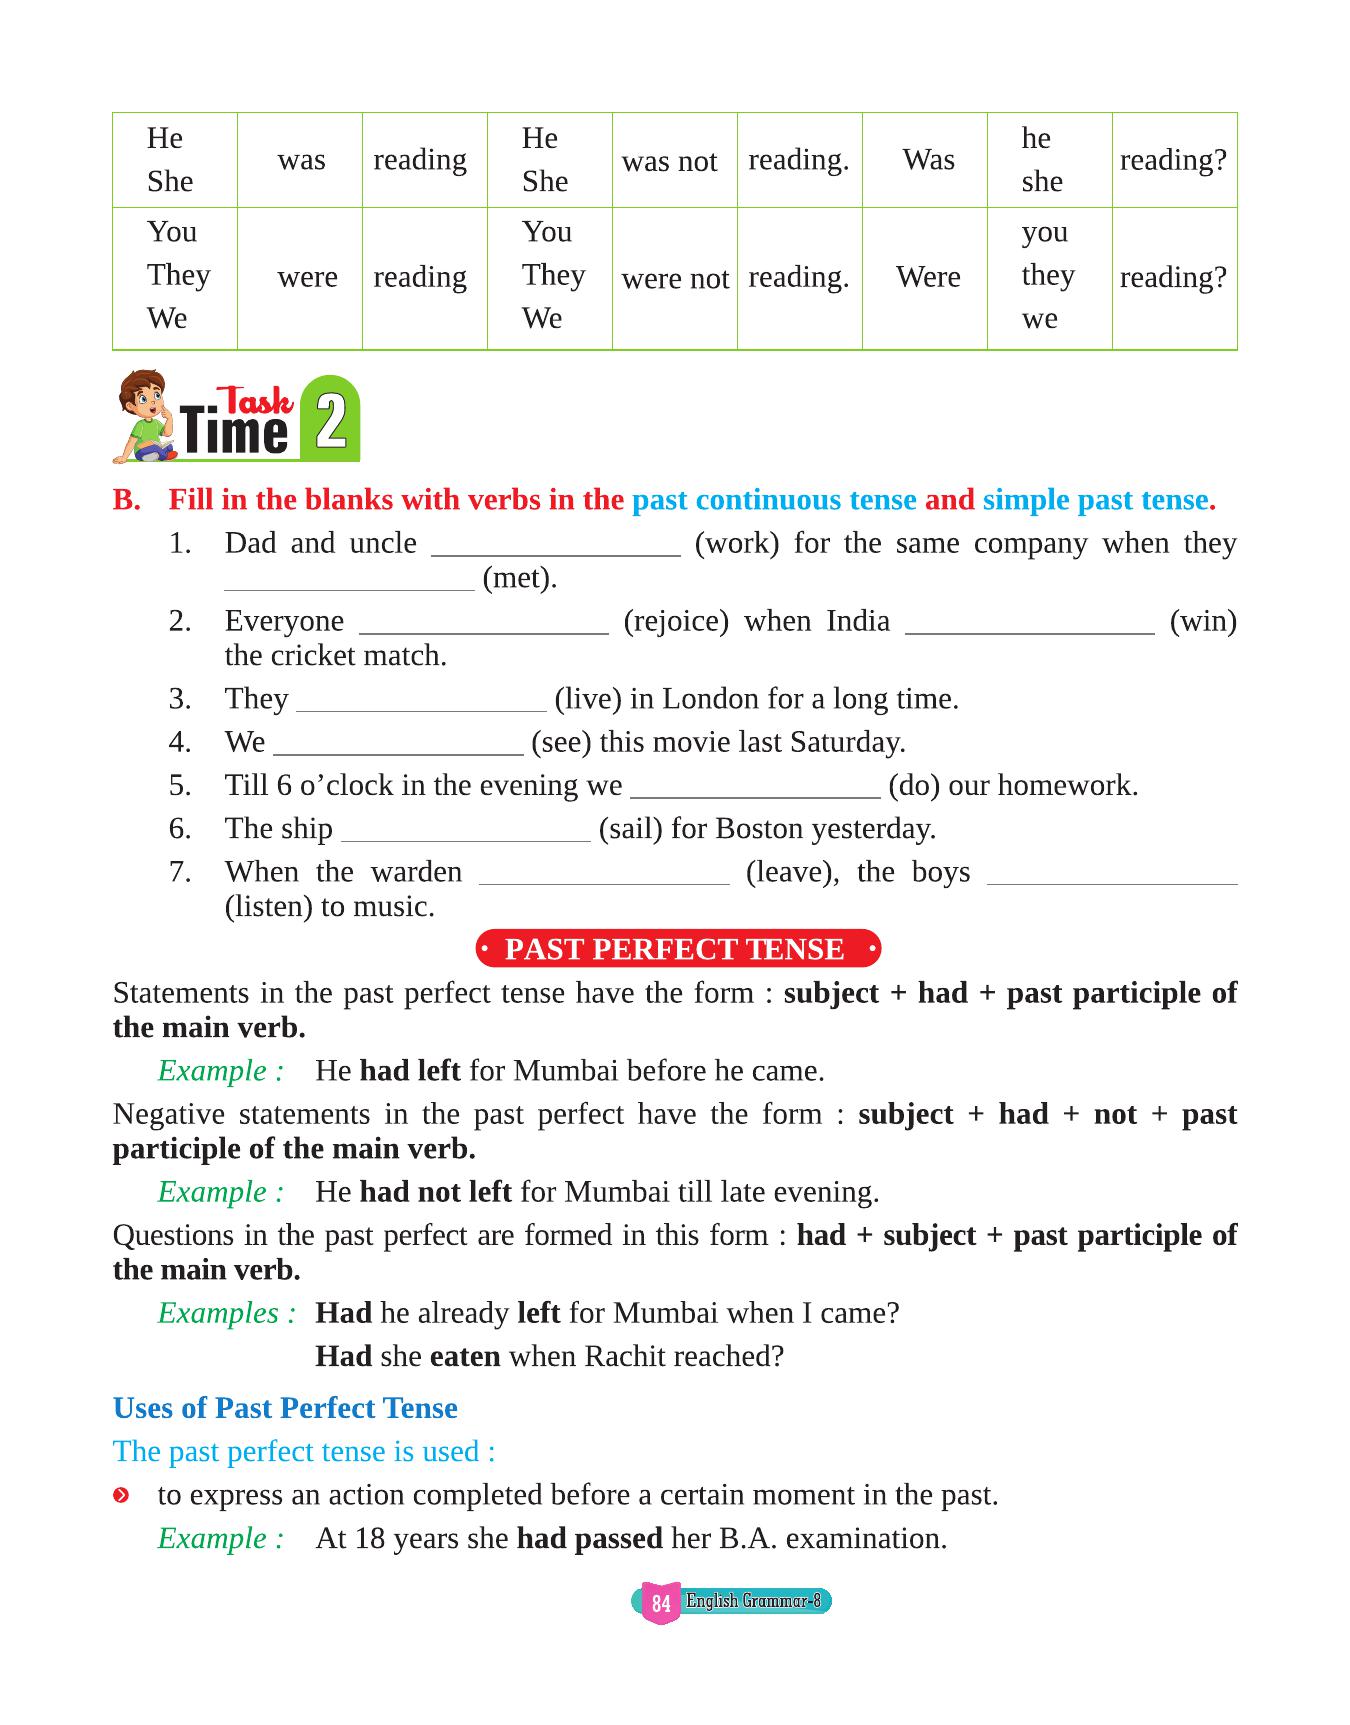 He He he
was reading was not reading. Was reading?
She She she
You You you
They were reading They were not reading. Were they reading?
We We we
Task
Time 2
B. Fill in the blanks with verbs in the past continuous tense and simple past tense.
1. Dad and uncle ________________ (work) for the same company when they
________________ (met).
2. Everyone ________________ (rejoice) when India ________________ (win)
the cricket match.
3. They ________________ (live) in London for a long time.
4. We ________________ (see) this movie last Saturday.
5. Till 6 o’clock in the evening we ________________ (do) our homework.
6. The ship ________________ (sail) for Boston yesterday.
7. When the warden ________________ (leave), the boys ________________
(listen) to music.
PAST PERFECT TENSE
Statements in the past perfect tense have the form : subject + had + past participle of
the main verb.
Example : He had left for Mumbai before he came.
Negative statements in the past perfect have the form : subject + had + not + past
participle of the main verb.
Example : He had not left for Mumbai till late evening.
Questions in the past perfect are formed in this form : had + subject + past participle of
the main verb.
Examples : Had he already left for Mumbai when I came?
Had she eaten when Rachit reached?
Uses of Past Perfect Tense
The past perfect tense is used :
to express an action completed before a certain moment in the past.
Example : At 18 years she had passed her B.A. examination.
84 English Grammar-8